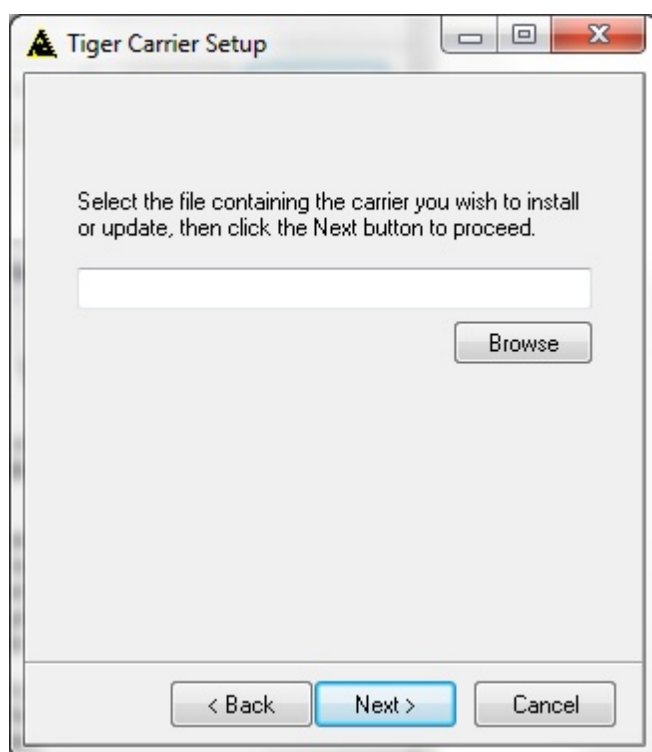 Tiger Carrier Setup
Select the file containing the carrier you wish to install
or update, then click the Next button to proceed.
Browse
< Back
Next >
Cancel